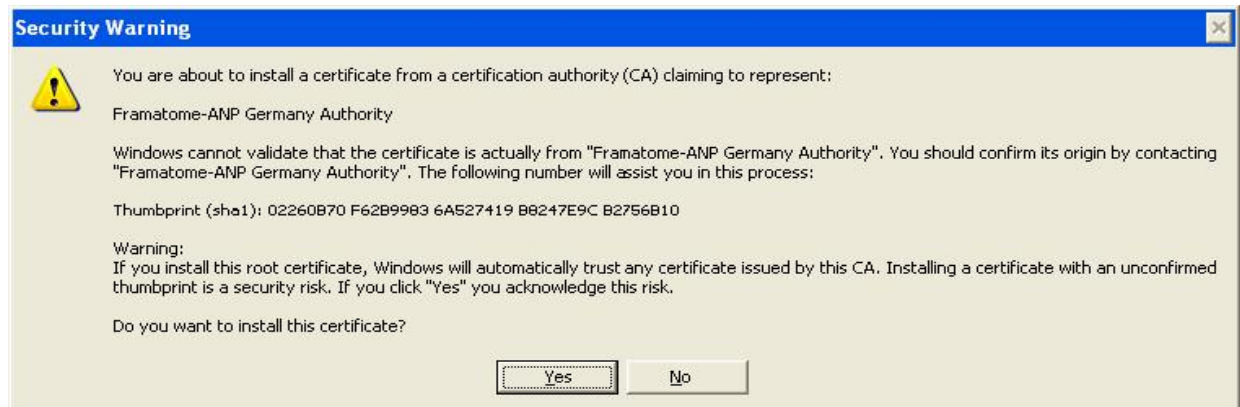 Security Warning
You are about to install a certificate from a certification authority (CA) claiming to represent:
Framatome-ANP Germany Authority
Windows cannot validate that the certificate is actually from "Framatome-ANP Germany Authority". You should confirm its origin by contacting
"Framatome-ANP Germany Authority". The following number will assist you in this process:
Thumbprint (sha1): 02260B70 F62B9983 6A527419 B8247E9C B2756B10
Warning:
If you install this root certificate, Windows will automatically trust any certificate issued by this CA. Installing a certificate with an unconfirmed
thumbprint is a security risk. If you click "Yes" you acknowledge this risk.
Do you want to install this certificate?
Yes No